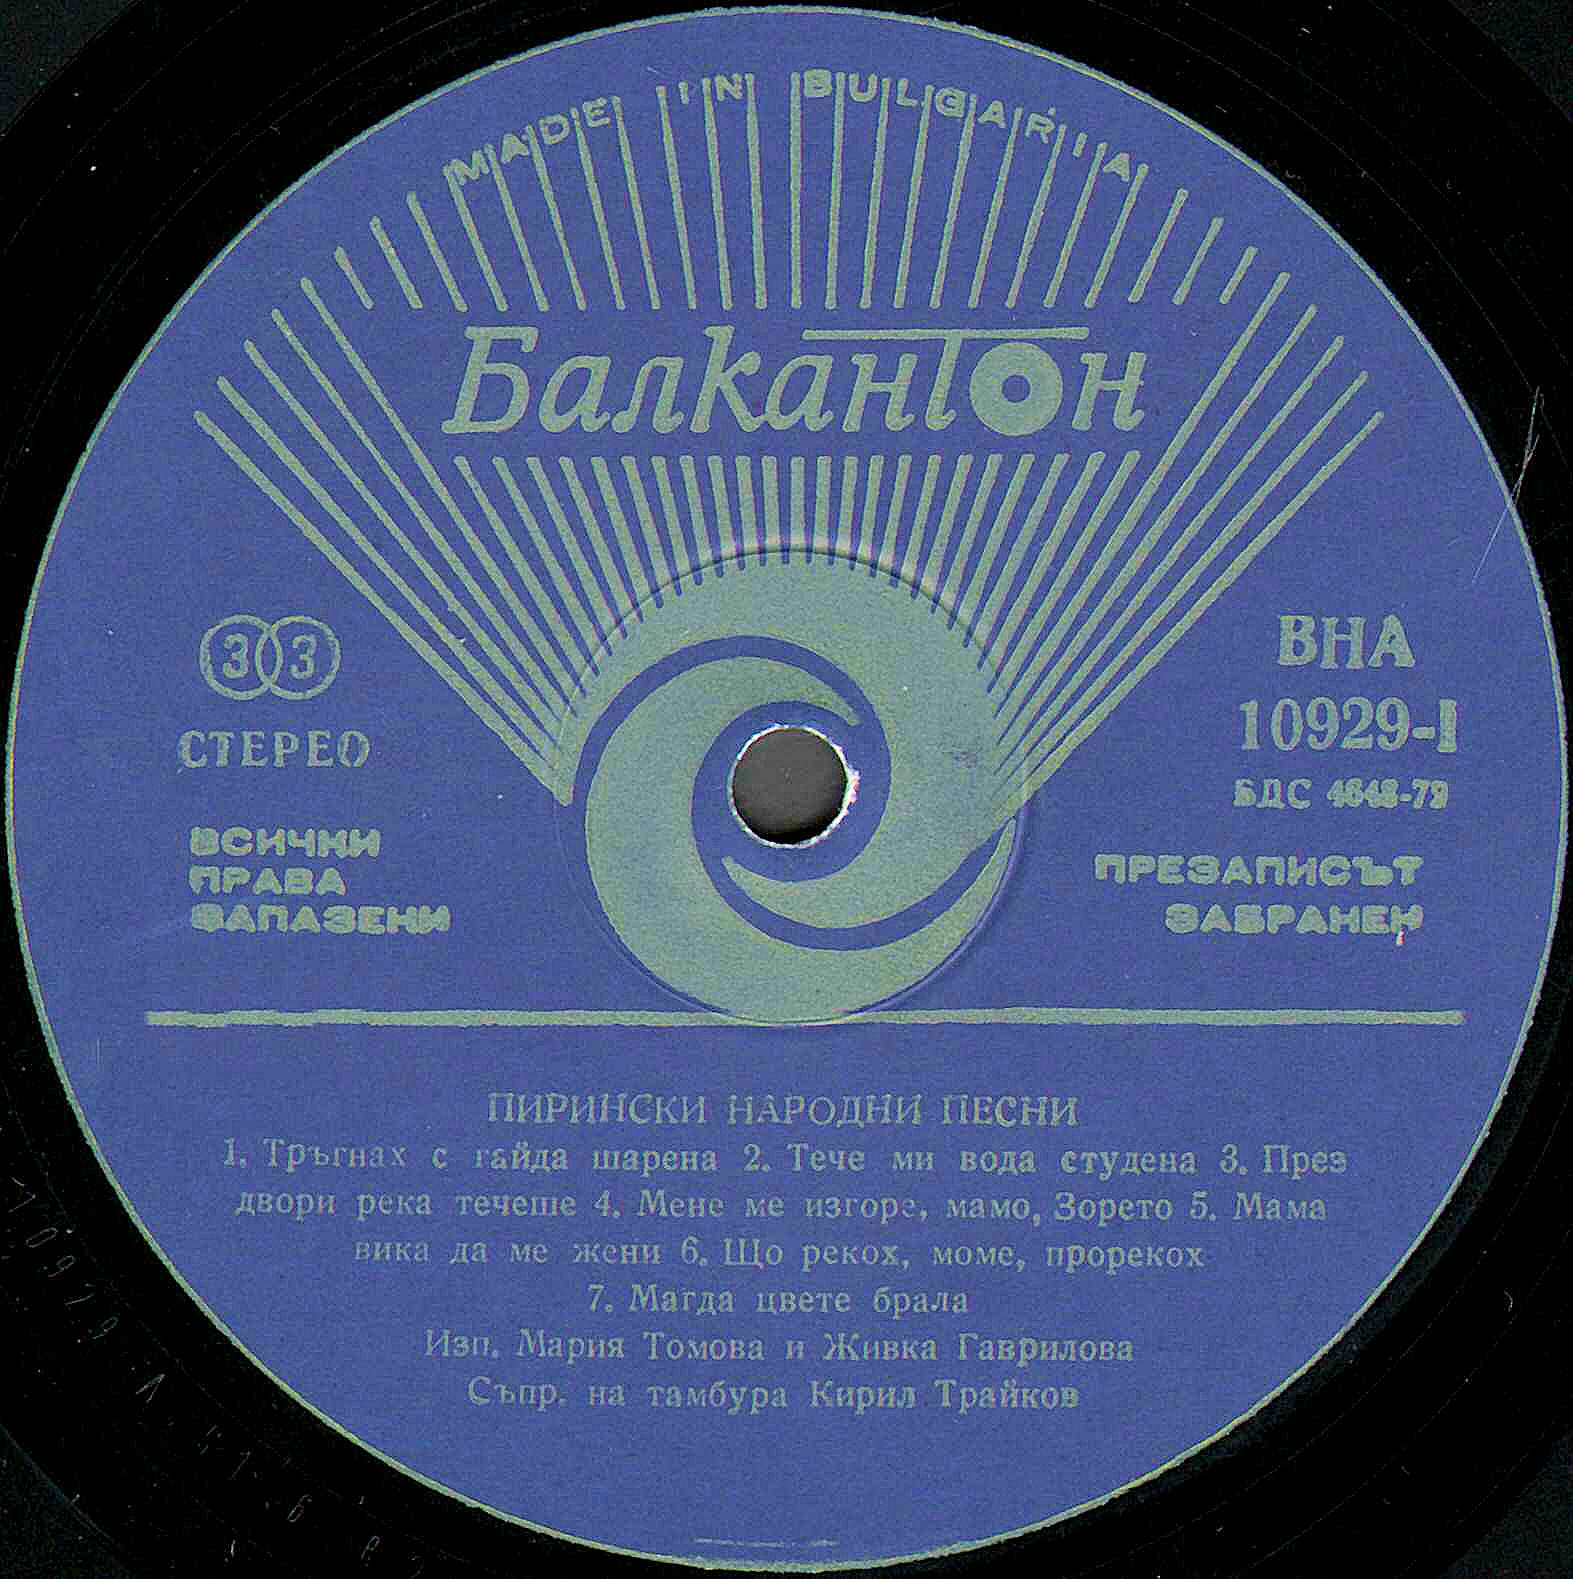 MADE IN BULGARIA
Балкантон
33
СТЕРЕО
ВСИЧКИ
ПРАВА
ЗАПАЗЕНИ
ВНА
10929-I
БДС 4648-79
ПРЕЗАПИСЪТ
ЗАБРАНЕН
ПИРИНСКИ НАРОДНИ ПЕСНИ
1. Тръгнах с гайда шарена 2. Тече ми вода студена 3. През
двори река течеше 4. Мене ме изгоре, мамо, Зорето 5. Мама
вика да ме жени 6. Що рекох, моме, прорекох
7. Магда цвете брала
Изп. Мария Томова и Живка Гаврилова
Съпр. на тамбура Кирил Трайков